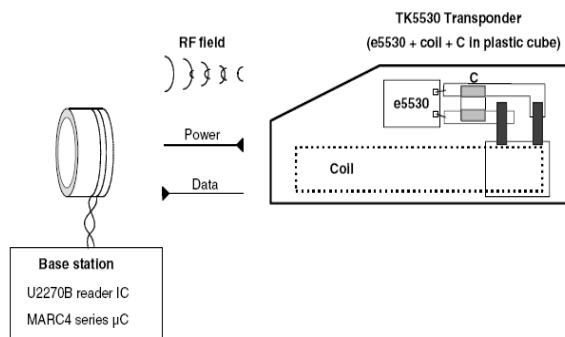 TK5530 Transponder
(e5530 + coil + C in plastic cube)
RF field
C
e5530
Power
Coil
Data
Base station
U2270B reader IC
MARC4 series µC